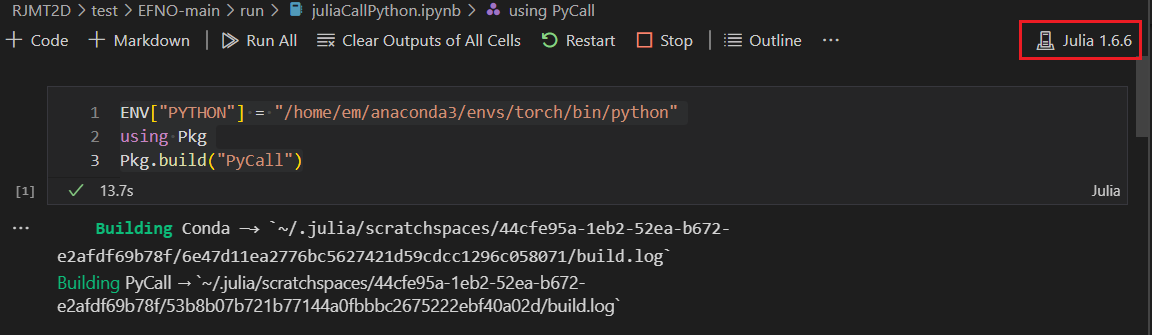 RJMT2D > test > EFNO-main > run > juliaCallPython.ipynb > using PyCall
+ Code + Markdown | Run All Clear Outputs of All Cells Restart Stop | Outline ... Julia 1.6.6
1 ENV["PYTHON"] = "/home/em/anaconda3/envs/torch/bin/python"
2 using Pkg
3 Pkg.build("PyCall")
[1] ✓ 13.7s Julia
... Building Conda ─→ `~/.julia/scratchspaces/44cfe95a-1eb2-52ea-b672-
e2afdf69b78f/6e47d11ea2776bc5627421d59cdcc1296c058071/build.log`
Building PyCall → `~/.julia/scratchspaces/44cfe95a-1eb2-52ea-b672-
e2afdf69b78f/53b8b07b721b77144a0fbbbc2675222ebf40a02d/build.log`